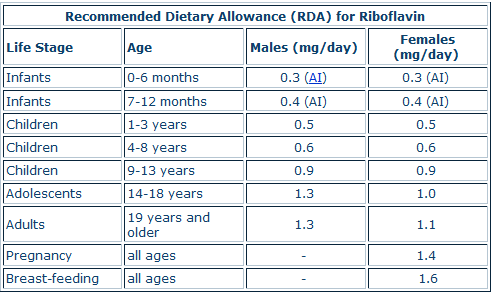 Recommended Dietary Allowance (RDA) for Riboflavin
Life Stage Age Males (mg/day) Females (mg/day)
Infants 0-6 months 0.3 (AI) 0.3 (AI)
Infants 7-12 months 0.4 (AI) 0.4 (AI)
Children 1-3 years 0.5 0.5
Children 4-8 years 0.6 0.6
Children 9-13 years 0.9 0.9
Adolescents 14-18 years 1.3 1.0
Adults 19 years and older 1.3 1.1
Pregnancy all ages - 1.4
Breast-feeding all ages - 1.6